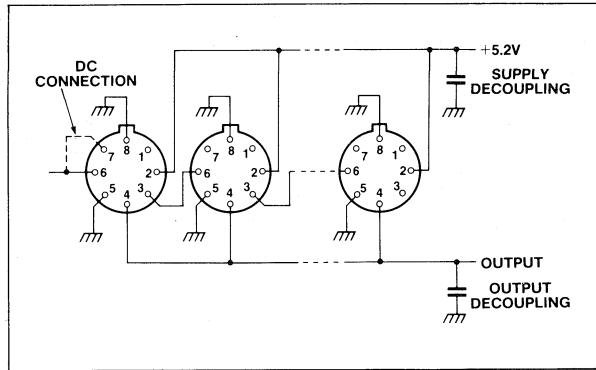 +5.2V
DC
CONNECTION
SUPPLY
DECOUPLING
8 8 8
7 1 7 1 7 1
6 2 6 2 6 2
5 3 5 3 5 3
4 4 4
OUTPUT
OUTPUT
DECOUPLING